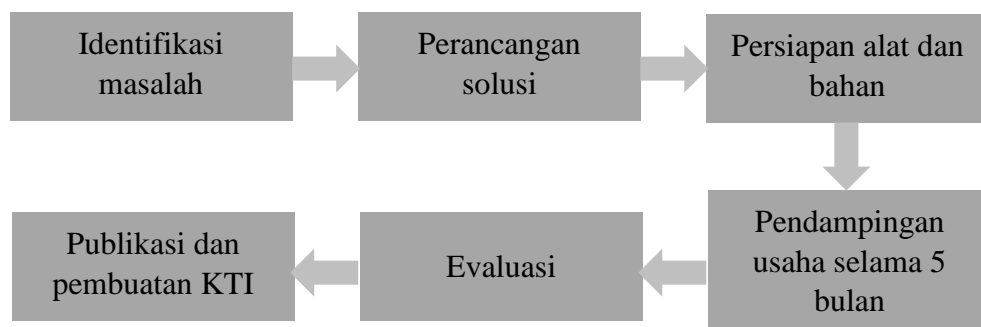 Identifikasi
masalah
Perancangan
solusi
Persiapan alat dan
bahan
Pendampingan
usaha selama 5
bulan
Evaluasi
Publikasi dan
pembuatan KTI